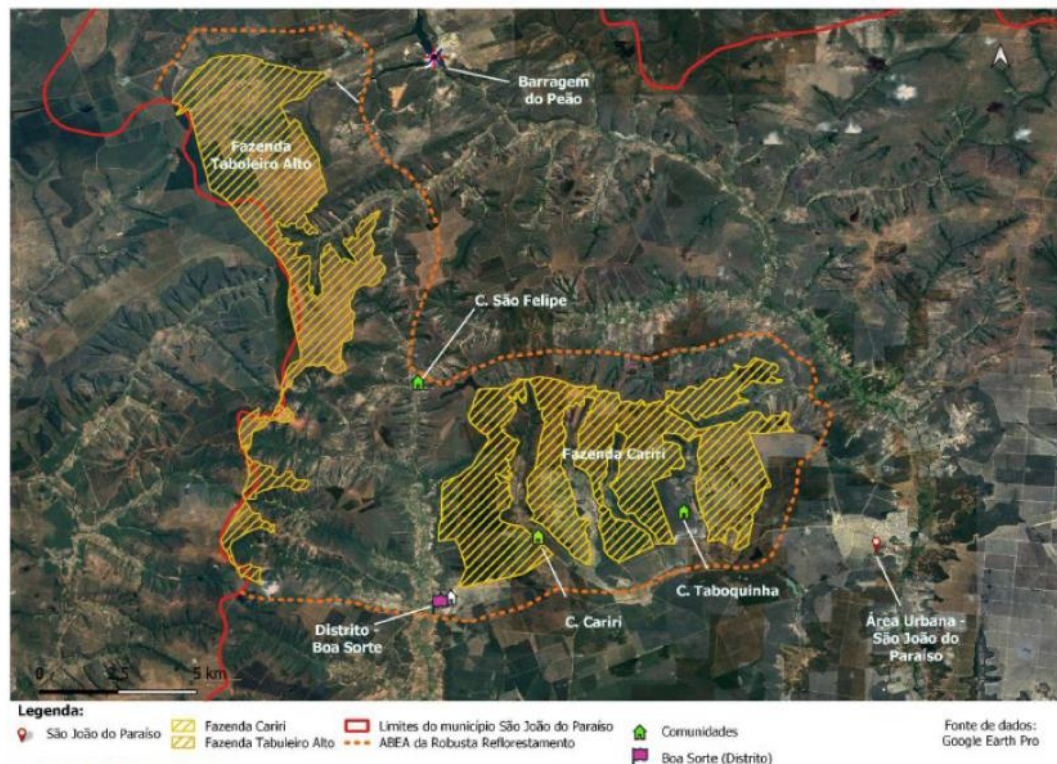 Barragem
do Peão
Fazenda
Taboleiro Alto
C. São Felipe
Fazenda Cariri
C. Taboquinha
C. Cariri
Distrito -
Boa Sorte
Área Urbana -
São João do
Paraíso
0 2.5 5 km
Legenda:
São João do Paraíso
Fazenda Cariri
Fazenda Tabuleiro Alto
Limites do município São João do Paraíso
ABEA da Robusta Reflorestamento
Comunidades
Boa Sorte (Distrito)
Fonte de dados:
Google Earth Pro